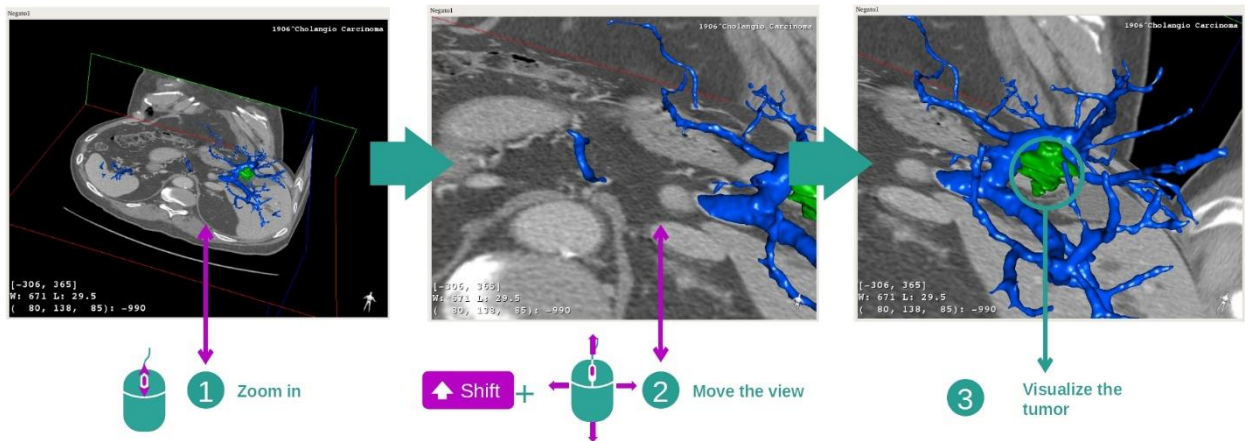 Negato1
1906^Cholangio Carcinoma
[-306, 365]
W: 671 L: 29.5
( 80, 138, 85): -990
Negato1
1906^Cholangio Carcinoma
[-306, 365]
W: 671 L: 29.5
( 80, 138, 85): -990
Negato1
1906^Cholangio Carcinoma
[-306, 365]
W: 671 L: 29.5
( 80, 138, 85): -990
1 Zoom in
Shift + 2 Move the view
3 Visualize the
tumor